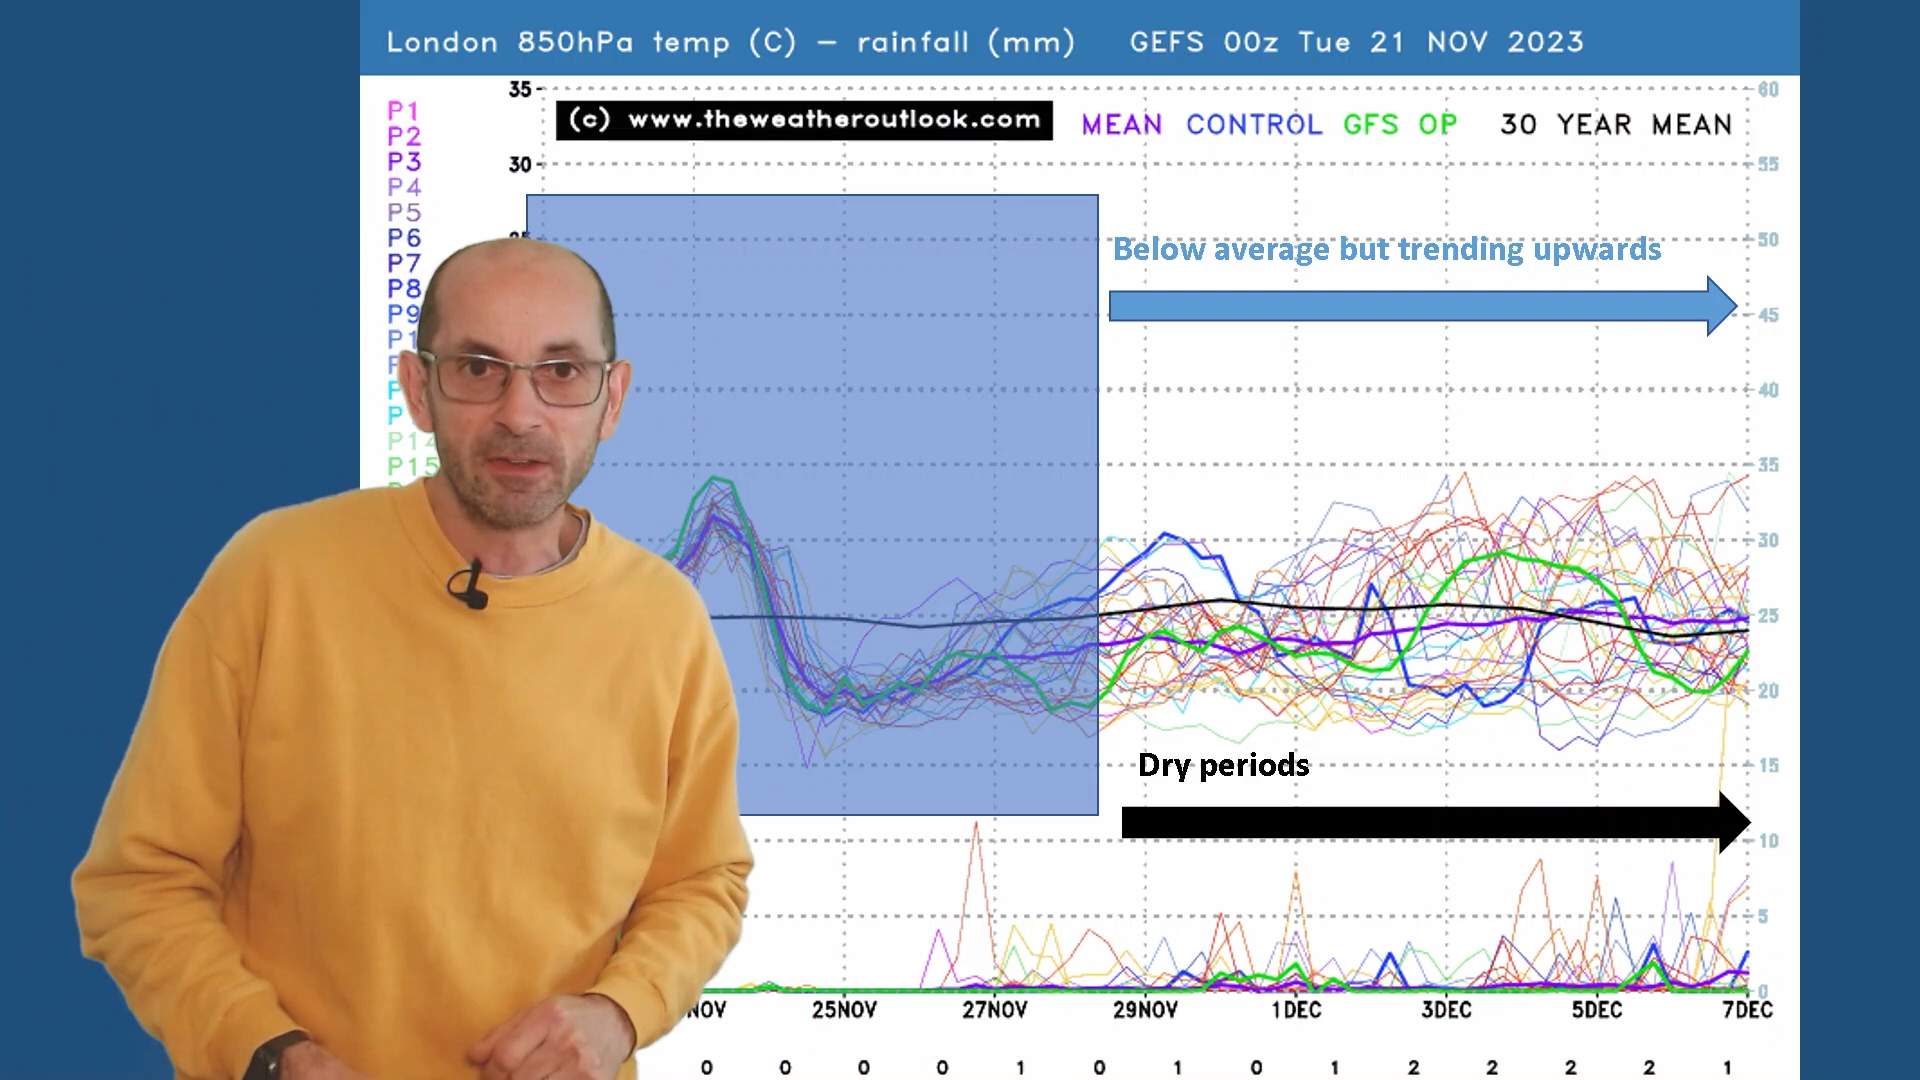 London 850hPa temp (C) – rainfall (mm) GEFS 00z Tue 21 NOV 2023
35 (c) www.theweatheroutlook.com MEAN CONTROL GFS OP 30 YEAR MEAN 60
P1
P2
P3 30 55
P4
P5
P6 50
Below average but trending upwards
P7
P8
P9 45
P1
40
P14
P15 35
30
25
20
Dry periods
15
10
5
0
NOV 25NOV 27NOV 29NOV 1DEC 3DEC 5DEC 7DEC
0 0 0 0 1 0 1 0 1 2 2 2 2 1